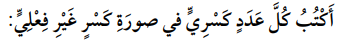 أَكْتُبُ كُلَّ عَدَدٍ كَسْرِيٍّ في صورَةِ كَسْرٍ غَيْرِ فِعْلِيٍّ: